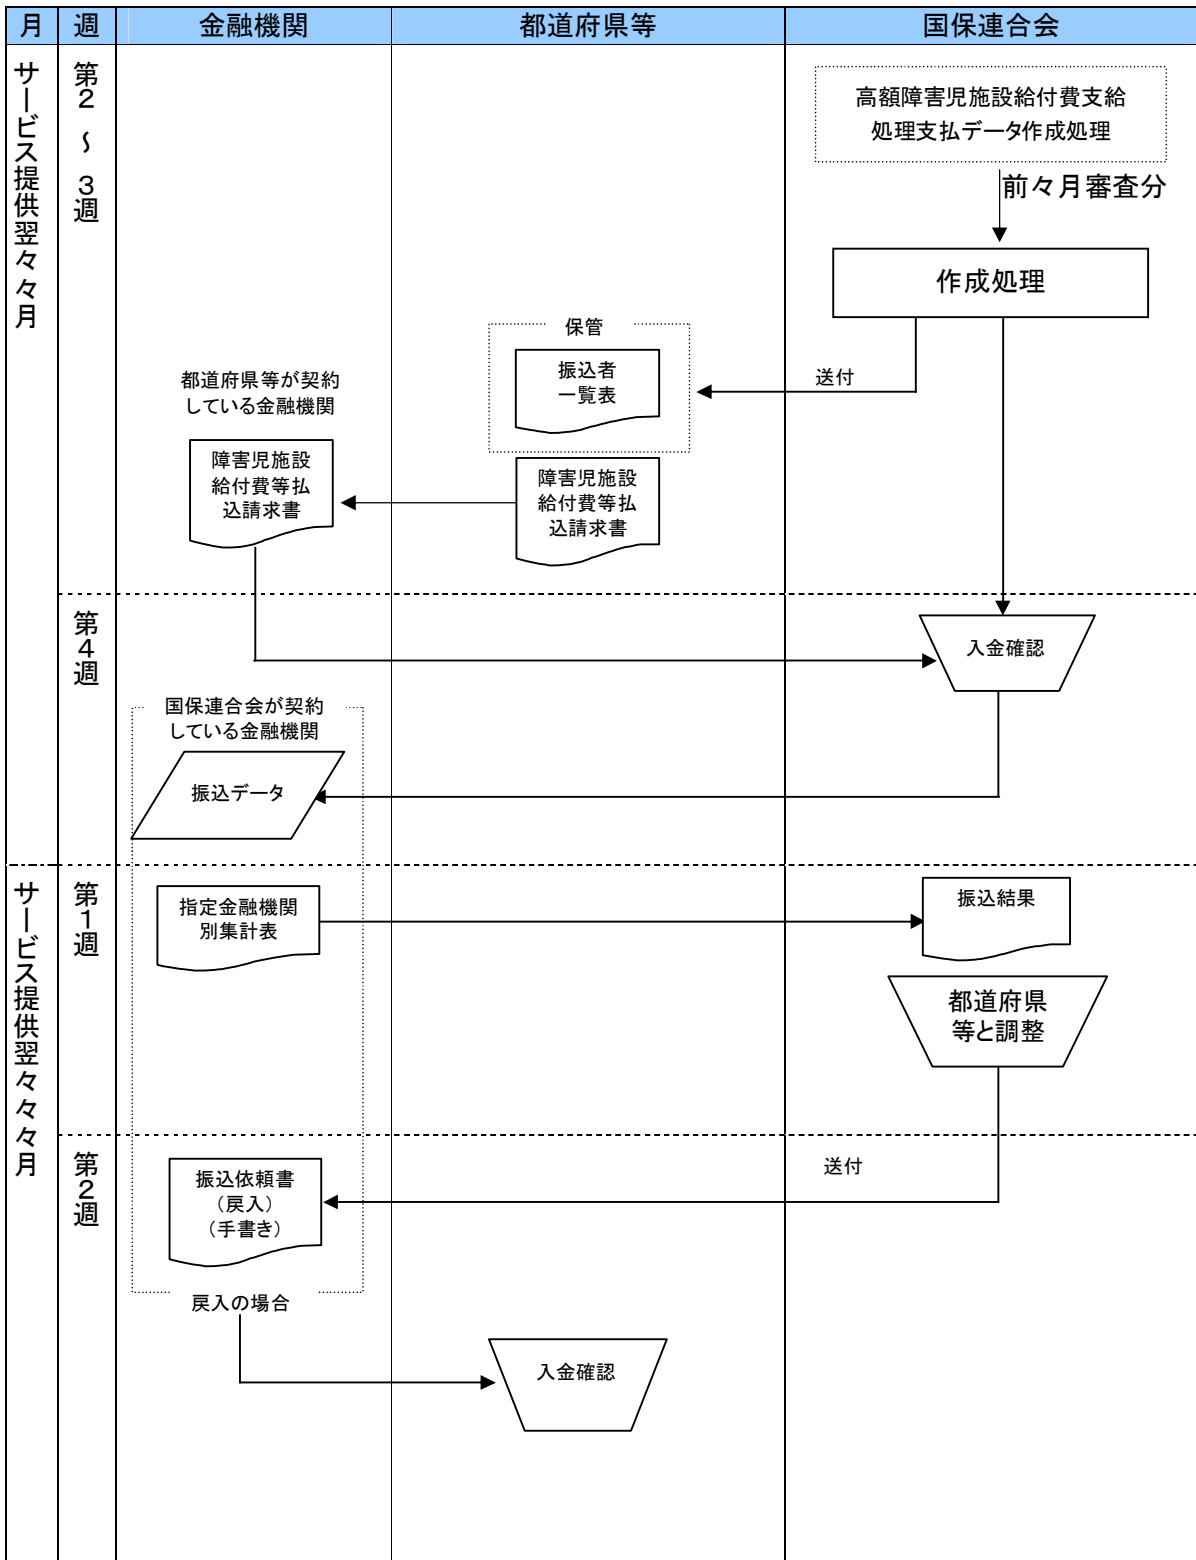 月 週 金融機関 都道府県等 国保連合会
サービス提供翌々月
第2～3週
高額障害児施設給付費支給
処理支払データ作成処理
前々月審査分
作成処理
保管
振込者
一覧表
送付
都道府県等が契約
している金融機関
障害児施設
給付費等払
込請求書
障害児施設
給付費等払
込請求書
第4週
入金確認
国保連合会が契約
している金融機関
振込データ
サービス提供翌々々月
第1週
指定金融機関
別集計表
振込結果
都道府県
等と調整
第2週
送付
振込依頼書
（戻入）
（手書き）
戻入の場合
入金確認